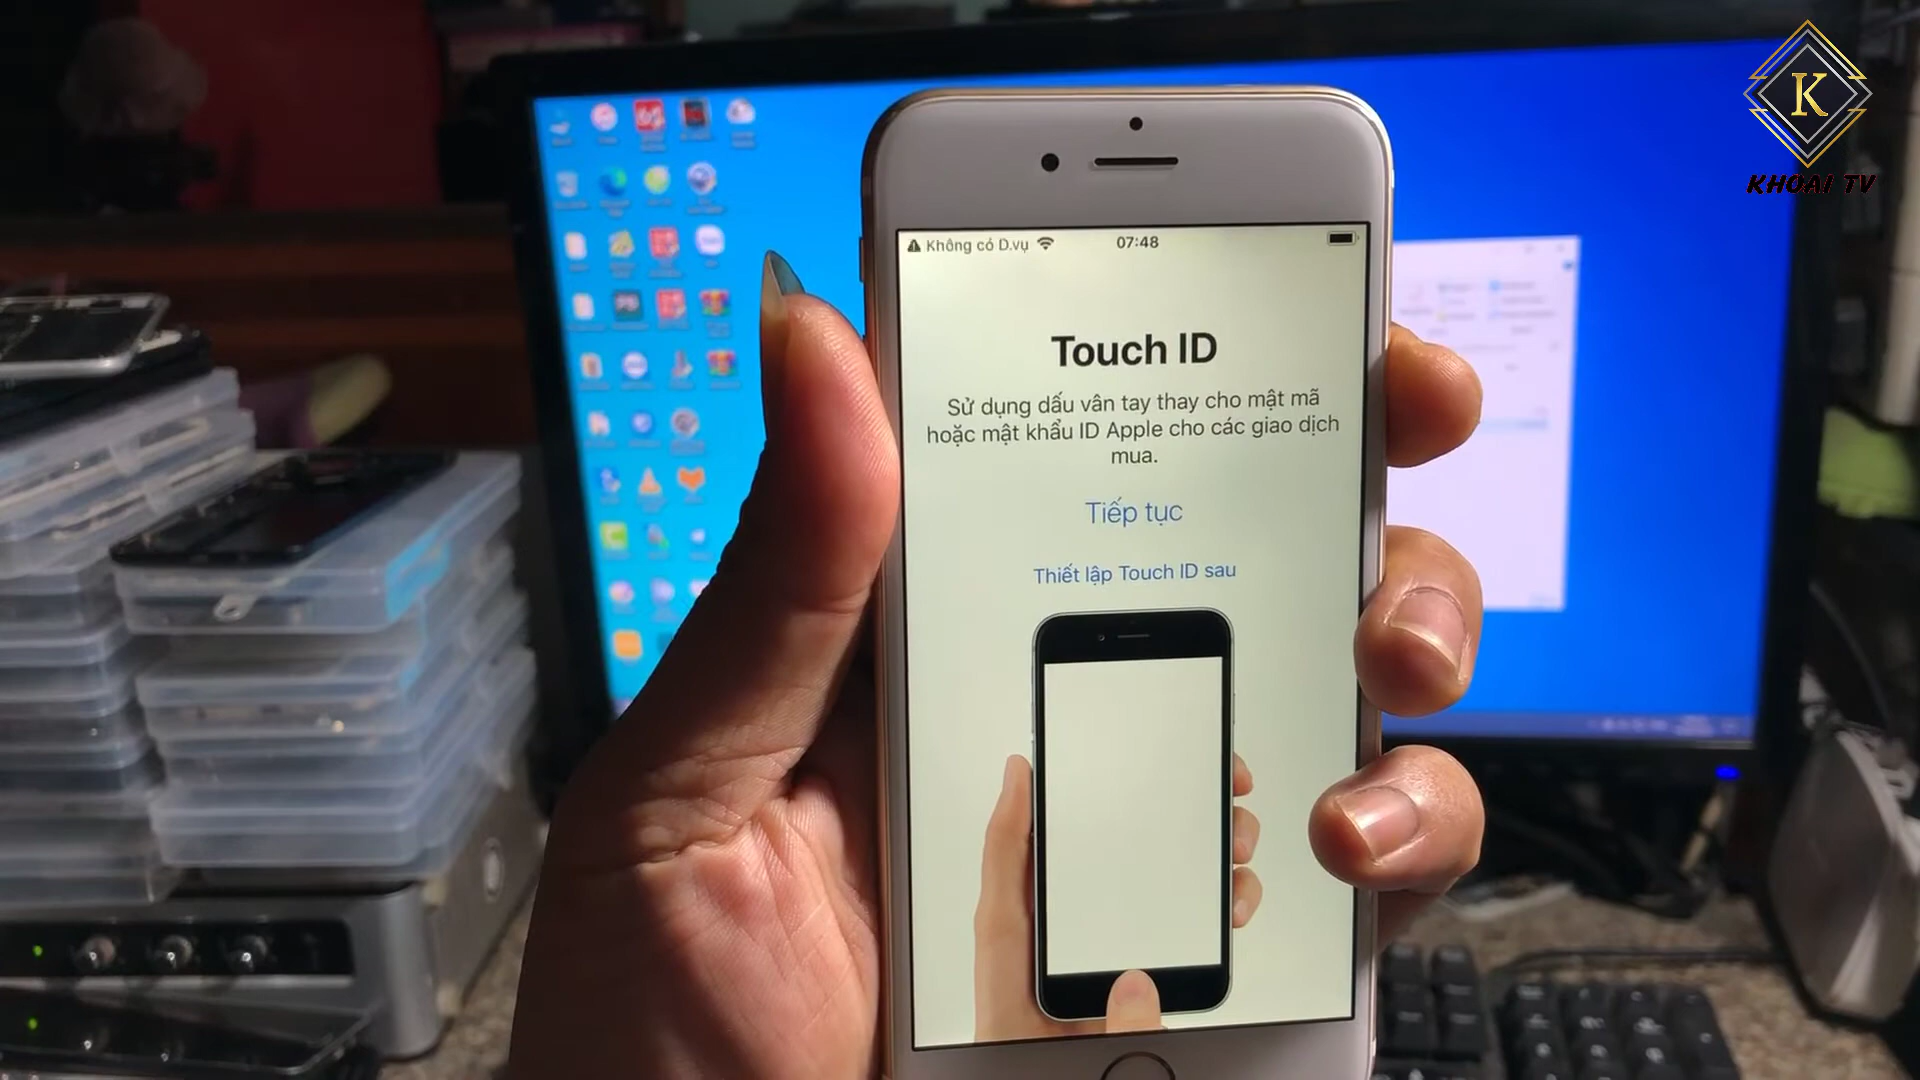 K
KHOAI TV
Không có D.vụ
07:48
Touch ID
Sử dụng dấu vân tay thay cho mật mã
hoặc mật khẩu ID Apple cho các giao dịch
mua.
Tiếp tục
Thiết lập Touch ID sau